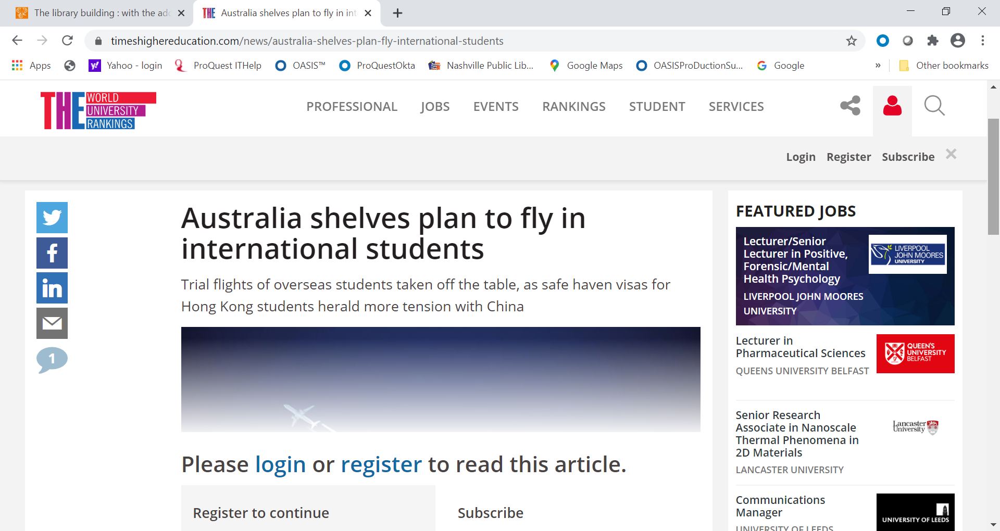 The library building : with the add
Australia shelves plan to fly in int
timeshighereducation.com/news/australia-shelves-plan-fly-international-students
Apps
Yahoo - login
ProQuest ITHelp
OASIS™
ProQuestOkta
Nashville Public Lib...
Google Maps
OASISProDuctionSu...
Google
»
Other bookmarks
THE WORLD
UNIVERSITY
RANKINGS
PROFESSIONAL JOBS EVENTS RANKINGS STUDENT SERVICES
Login Register Subscribe
Australia shelves plan to fly in
international students
Trial flights of overseas students taken off the table, as safe haven visas for
Hong Kong students herald more tension with China
1
Please login or register to read this article.
Register to continue
Subscribe
FEATURED JOBS
Lecturer/Senior
Lecturer in Positive,
Forensic/Mental
Health Psychology
LIVERPOOL JOHN MOORES
UNIVERSITY
LIVERPOOL
JOHN MOORES
UNIVERSITY
Lecturer in
Pharmaceutical Sciences
QUEENS UNIVERSITY BELFAST
QUEEN'S
UNIVERSITY
BELFAST
Senior Research
Associate in Nanoscale
Thermal Phenomena in
2D Materials
LANCASTER UNIVERSITY
Lancaster
University
Communications
Manager
UNIVERSITY OF LEEDS
UNIVERSITY OF LEEDS